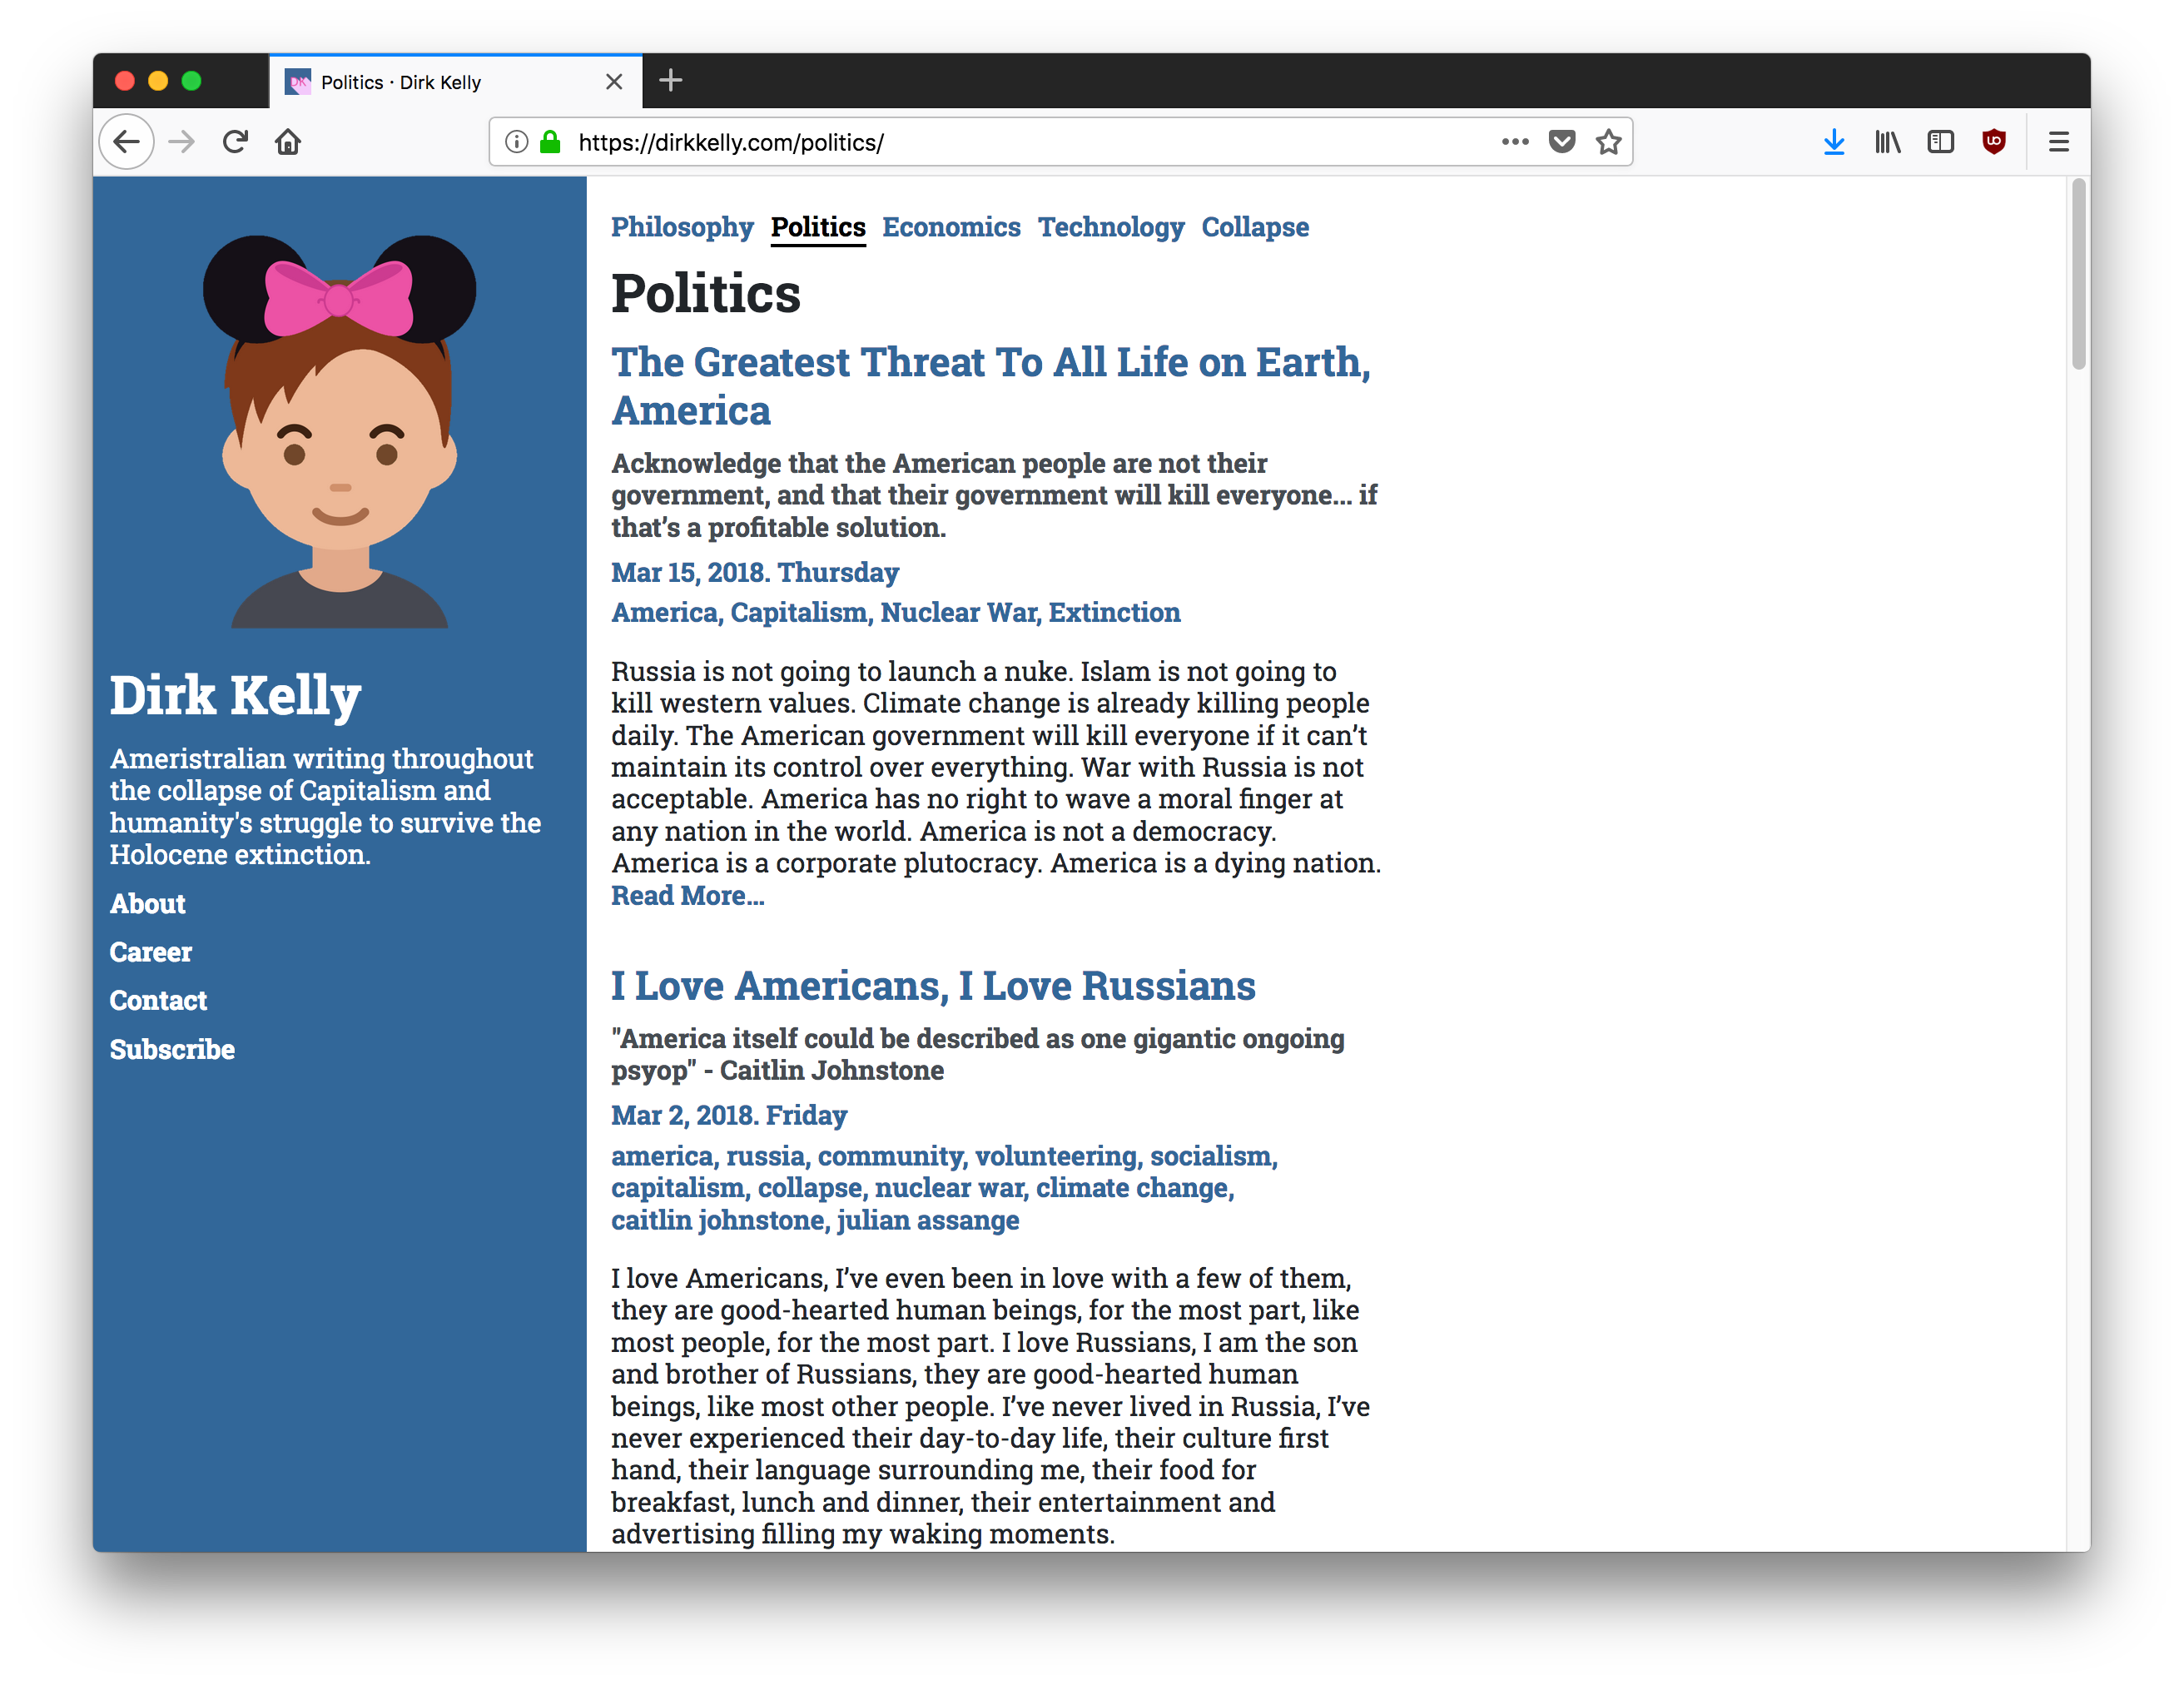 Politics · Dirk Kelly
https://dirkkelly.com/politics/
Dirk Kelly
Ameristralian writing throughout
the collapse of Capitalism and
humanity's struggle to survive the
Holocene extinction.
About
Career
Contact
Subscribe
Philosophy Politics Economics Technology Collapse
Politics
The Greatest Threat To All Life on Earth,
America
Acknowledge that the American people are not their
government, and that their government will kill everyone... if
that’s a profitable solution.
Mar 15, 2018. Thursday
America, Capitalism, Nuclear War, Extinction
Russia is not going to launch a nuke. Islam is not going to
kill western values. Climate change is already killing people
daily. The American government will kill everyone if it can’t
maintain its control over everything. War with Russia is not
acceptable. America has no right to wave a moral finger at
any nation in the world. America is not a democracy.
America is a corporate plutocracy. America is a dying nation.
Read More…
I Love Americans, I Love Russians
"America itself could be described as one gigantic ongoing
psyop" - Caitlin Johnstone
Mar 2, 2018. Friday
america, russia, community, volunteering, socialism,
capitalism, collapse, nuclear war, climate change,
caitlin johnstone, julian assange
I love Americans, I’ve even been in love with a few of them,
they are good-hearted human beings, for the most part, like
most people, for the most part. I love Russians, I am the son
and brother of Russians, they are good-hearted human
beings, like most other people. I’ve never lived in Russia, I’ve
never experienced their day-to-day life, their culture first
hand, their language surrounding me, their food for
breakfast, lunch and dinner, their entertainment and
advertising filling my waking moments.